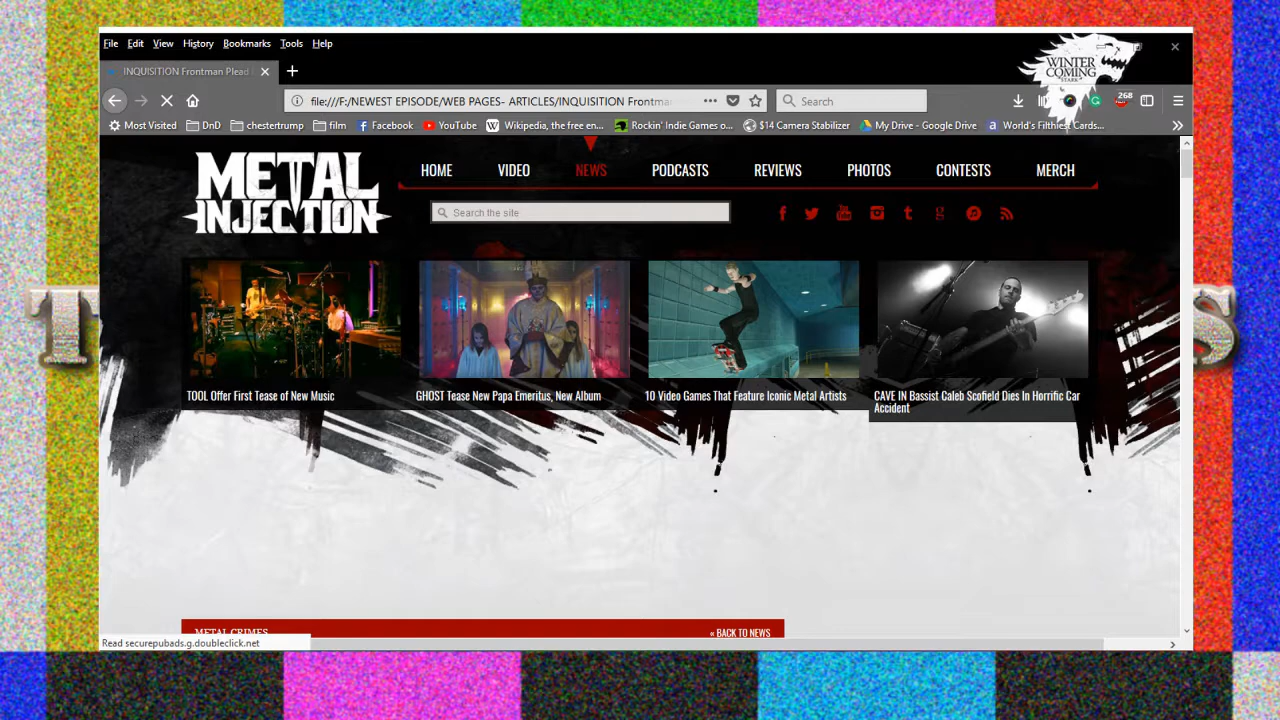 File Edit View History Bookmarks Tools Help
WINTER
COMING
STARK
INQUISITION Frontman Plead
file:///F:/NEWEST EPISODE/WEB PAGES- ARTICLES/INQUISITION Frontma
Search
268
Most Visited DnD chestertrump film Facebook YouTube Wikipedia, the free en... Rockin' Indie Games o... $14 Camera Stabilizer My Drive - Google Drive World's Filthiest Cards...
METAL
INJECTION
HOME VIDEO NEWS PODCASTS REVIEWS PHOTOS CONTESTS MERCH
Search the site
T S
TOOL Offer First Tease of New Music
GHOST Tease New Papa Emeritus, New Album
10 Video Games That Feature Iconic Metal Artists
CAVE IN Bassist Caleb Scofield Dies In Horrific Car
Accident
METAL CRIMES
« BACK TO NEWS
Read securepubads.g.doubleclick.net